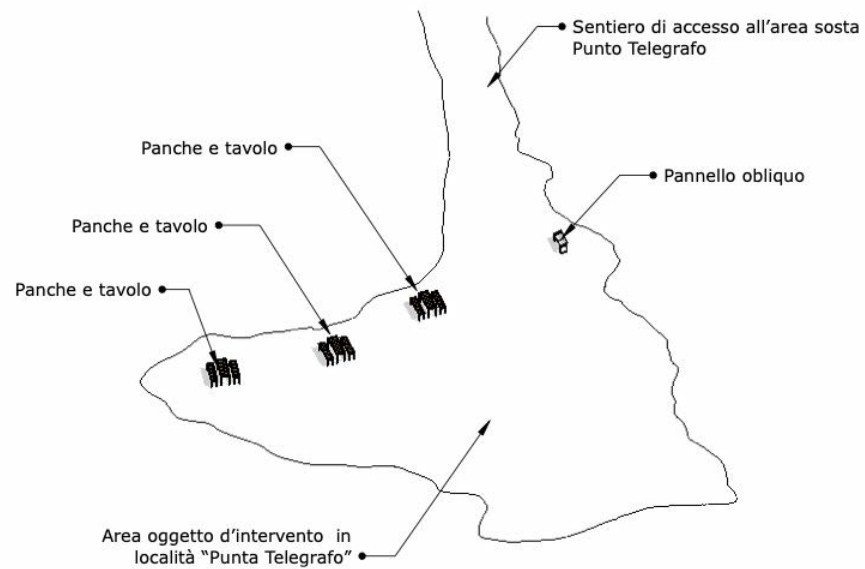 Sentiero di accesso all'area sosta
Punto Telegrafo
Panche e tavolo
Pannello obliquo
Panche e tavolo
Panche e tavolo
Area oggetto d'intervento in
località “Punta Telegrafo”